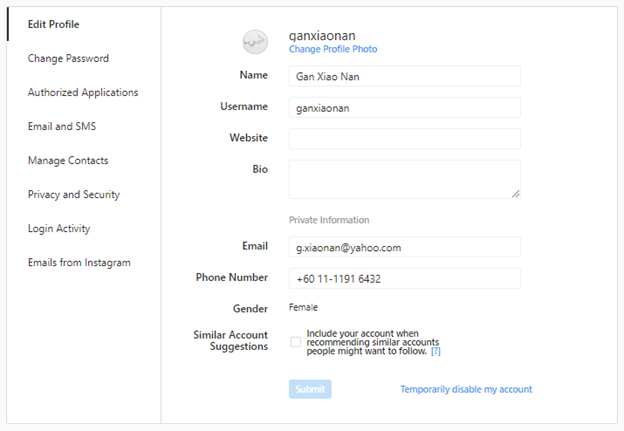 Edit Profile
Change Password
Authorized Applications
Email and SMS
Manage Contacts
Privacy and Security
Login Activity
Emails from Instagram
ganxiaonan
Change Profile Photo
Name Gan Xiao Nan
Username ganxiaonan
Website
Bio
Private Information
Email g.xiaonan@yahoo.com
Phone Number +60 11-1191 6432
Gender Female
Similar Account
Suggestions
Include your account when
recommending similar accounts
people might want to follow. [?]
Submit Temporarily disable my account